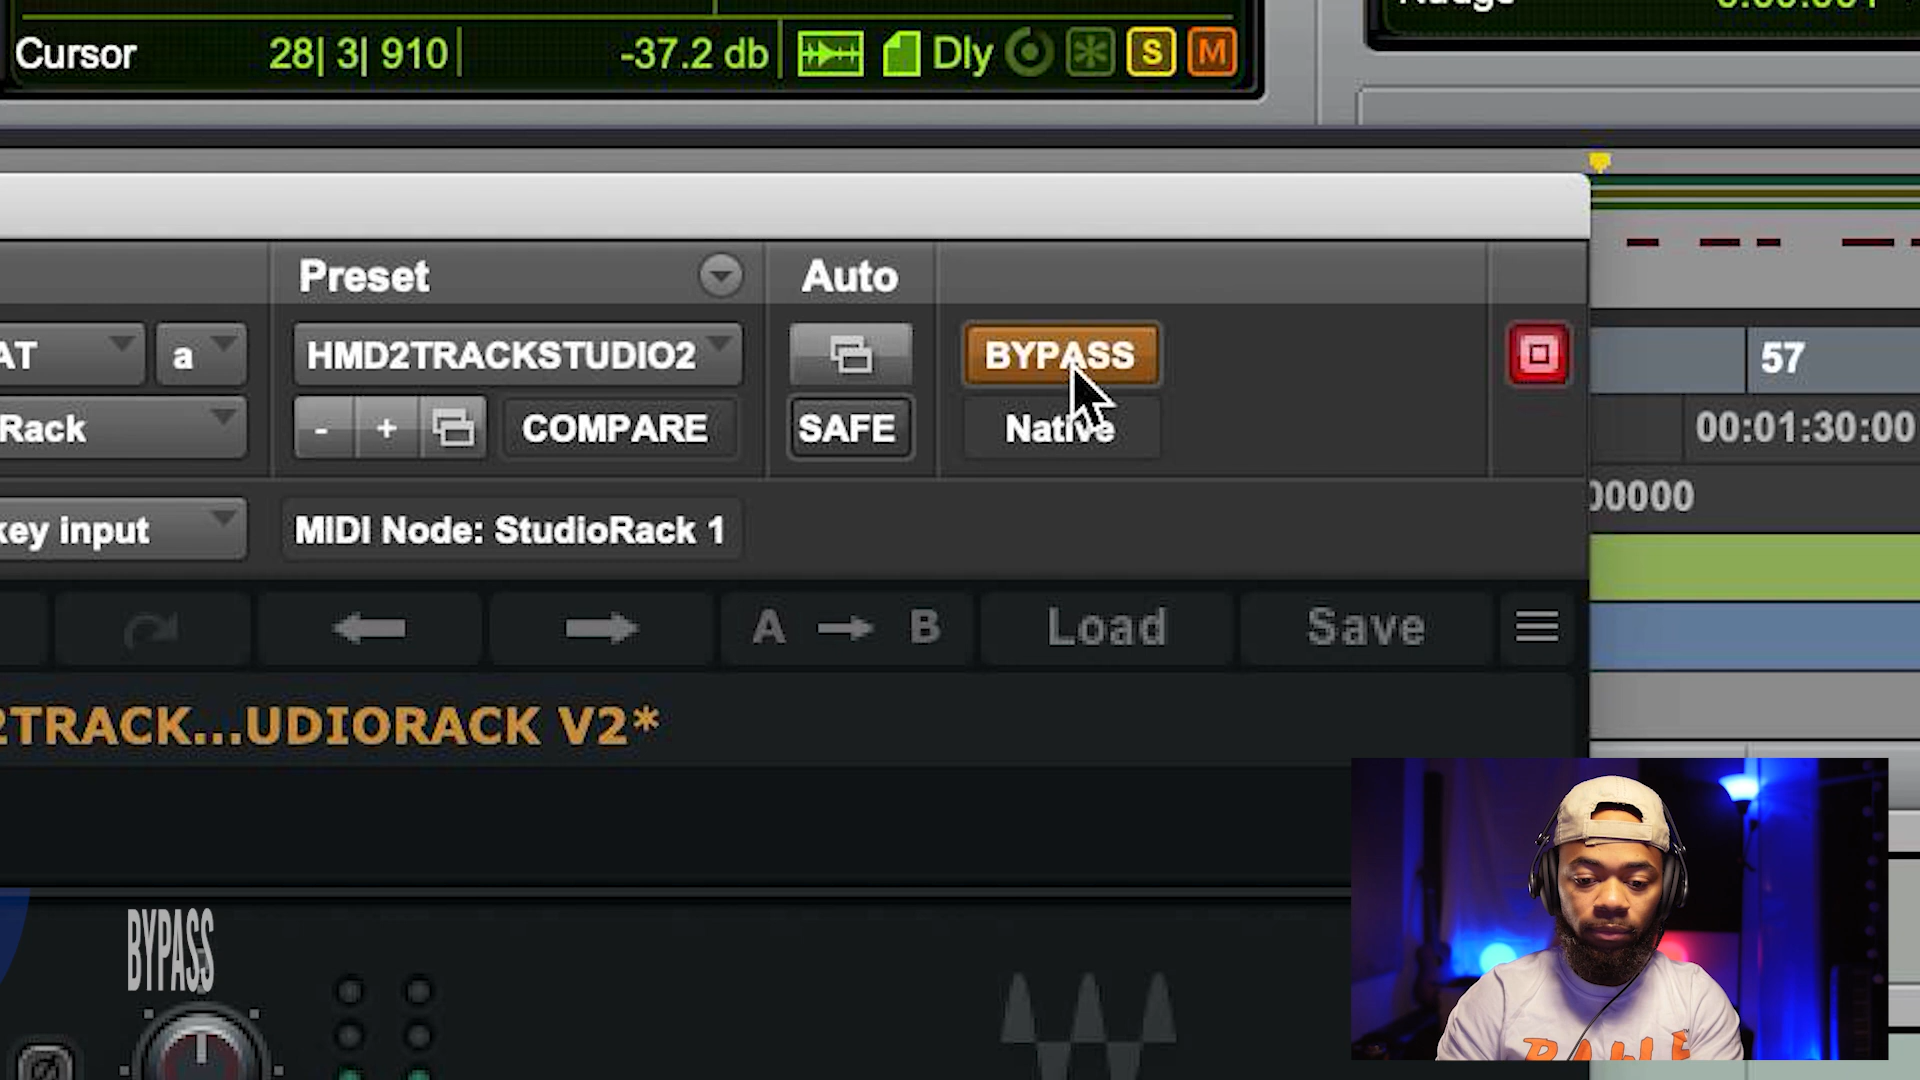 Cursor 28| 3| 910 -37.2 db Dly S M
Preset Auto
AT a HMD2TRACKSTUDIO2 BYPASS 57
Rack - + COMPARE SAFE Native 00:01:30:00
00000
key input MIDI Node: StudioRack 1
A B Load Save
2TRACK...UDIORACK V2*
BYPASS